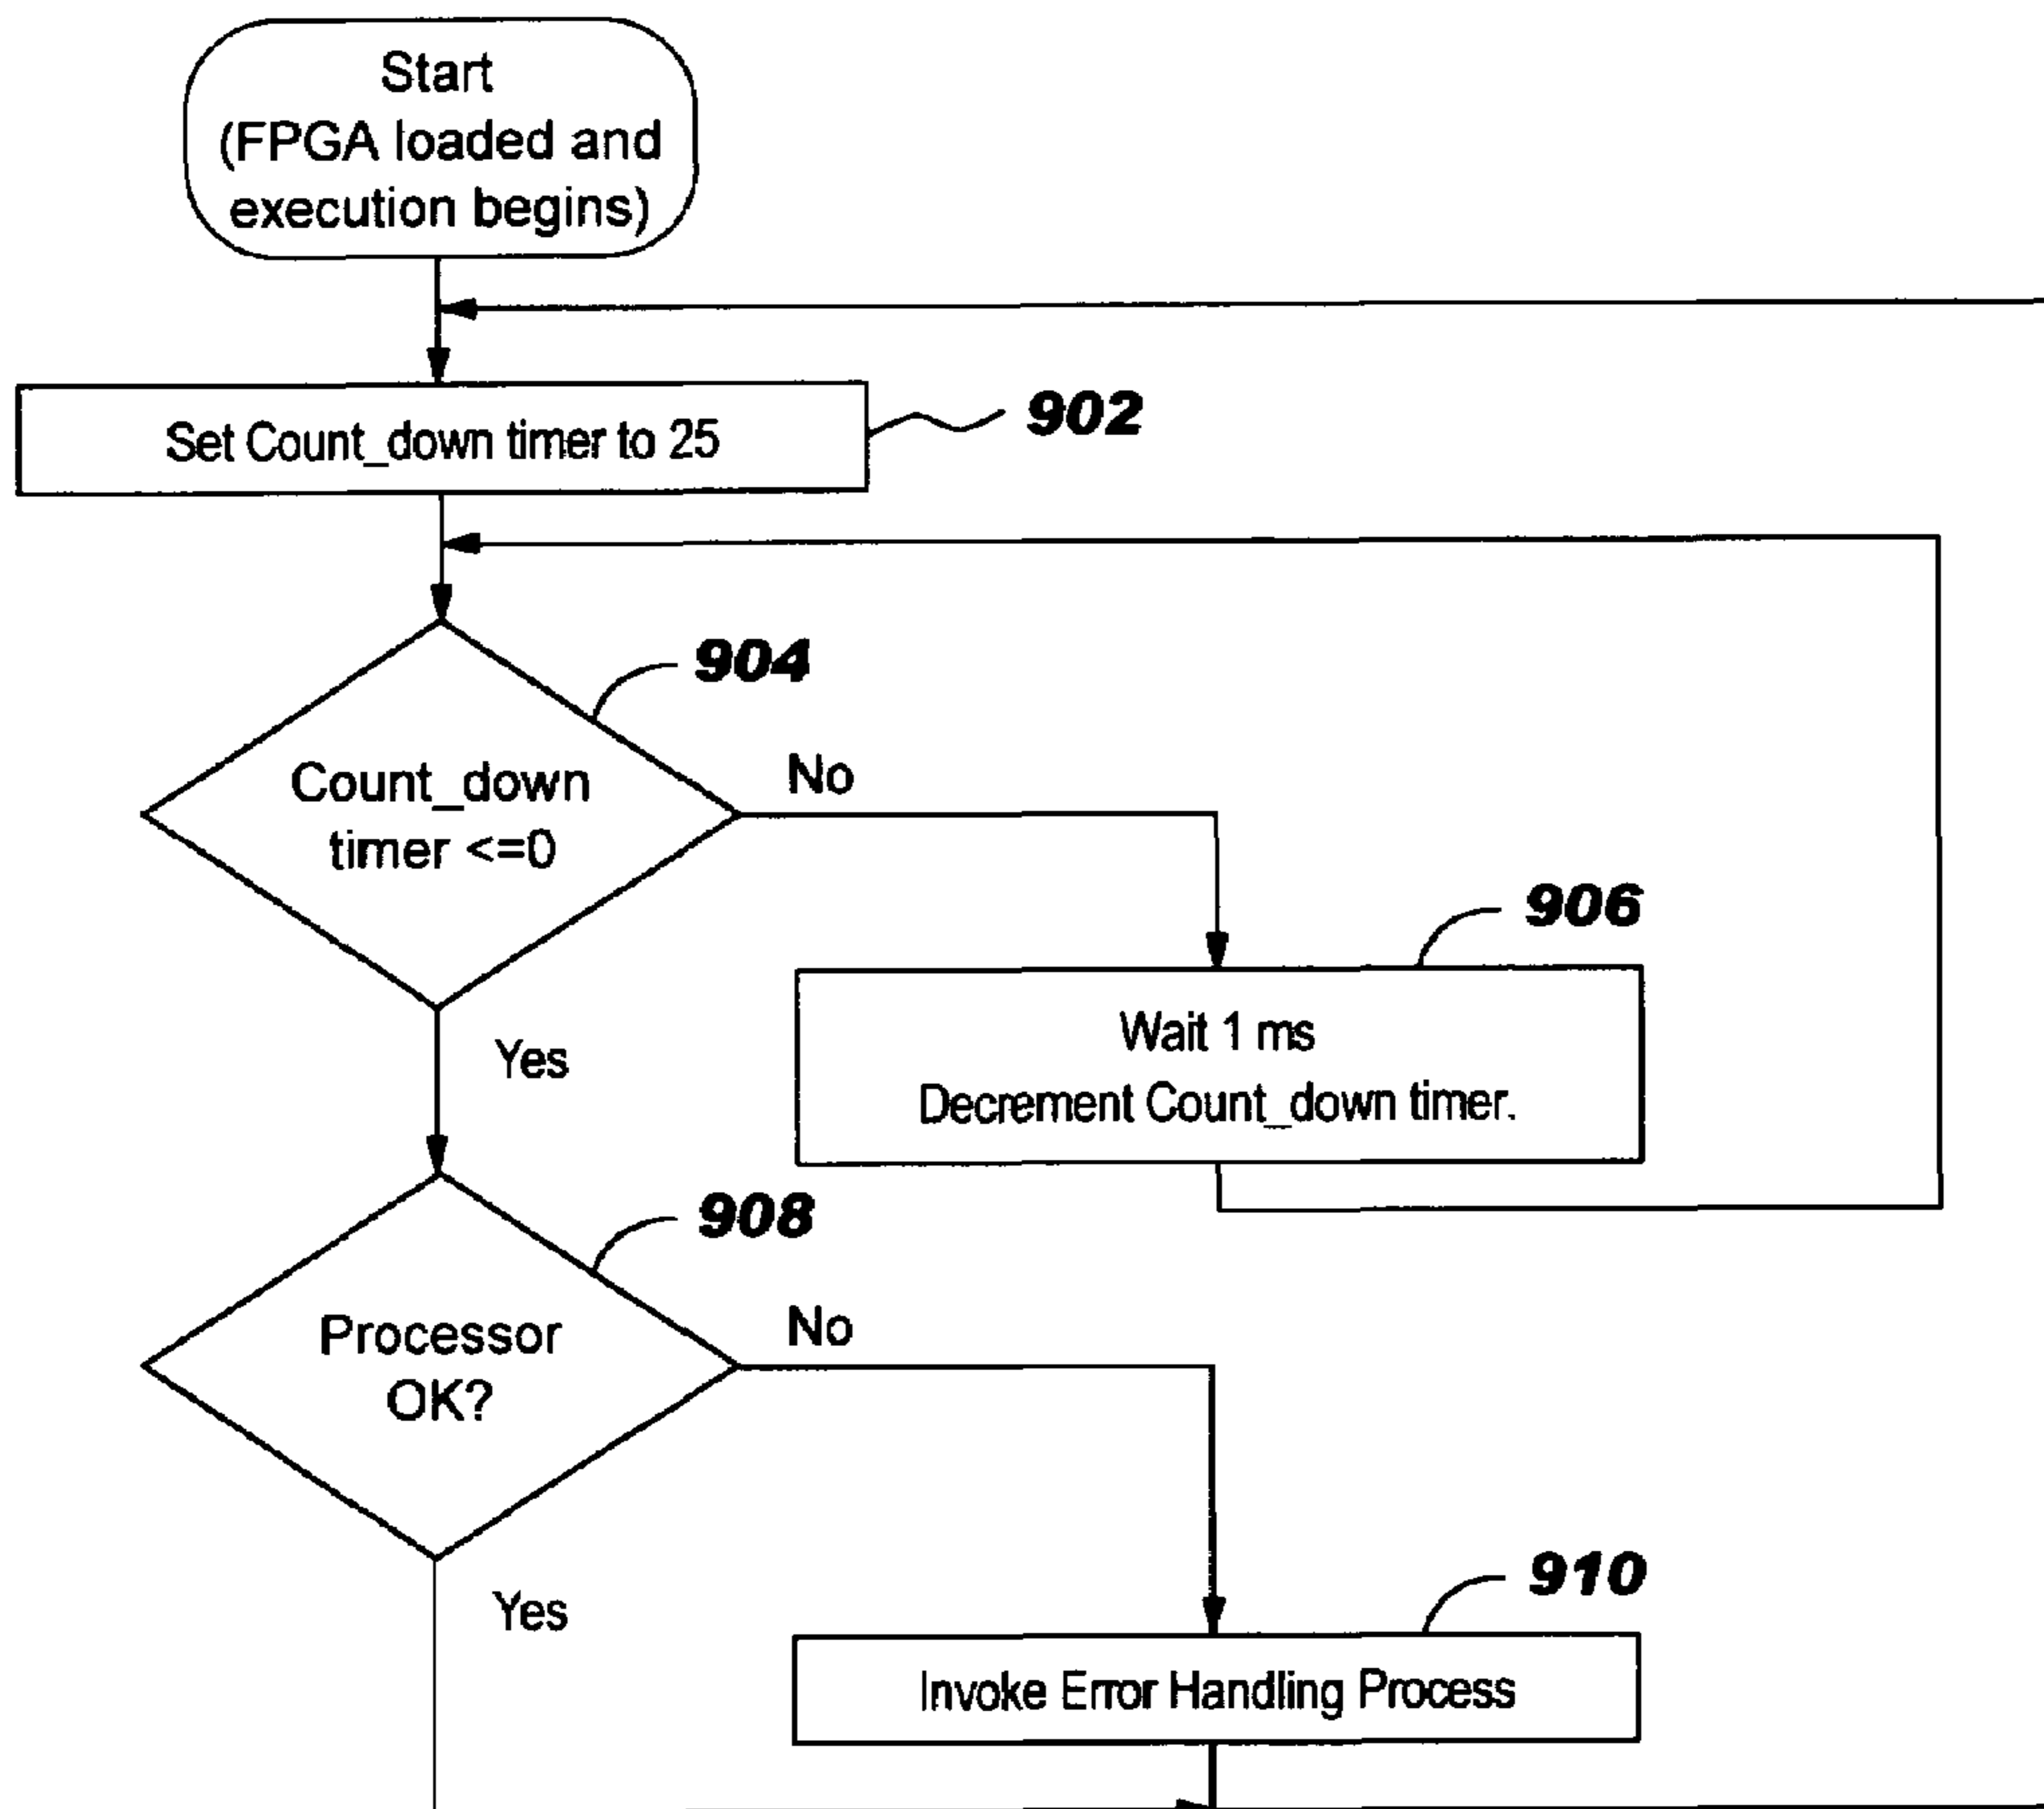 Start
(FPGA loaded and
execution begins)
Set Count_down timer to 25
902
904
Count_down
timer <=0
No
906
Wait 1 ms
Decrement Count_down timer.
Yes
908
Processor
OK?
No
910
Invoke Error Handling Process
Yes